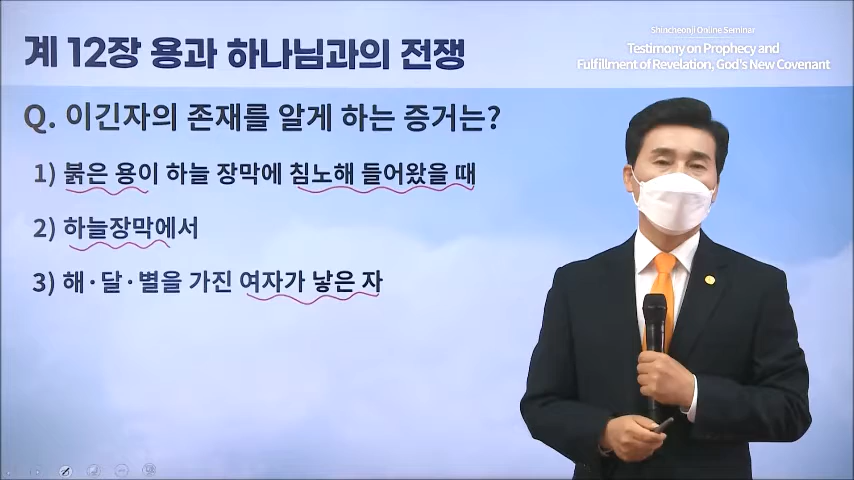 계 12장 용과 하나님과의 전쟁
Shincheonji Online Seminar
Testimony on Prophecy and
Fulfillment of Revelation, God's New Covenant
Q. 이긴자의 존재를 알게 하는 증거는?
1) 붉은 용이 하늘 장막에 침노해 들어왔을 때
2) 하늘장막에서
3) 해·달·별을 가진 여자가 낳은 자